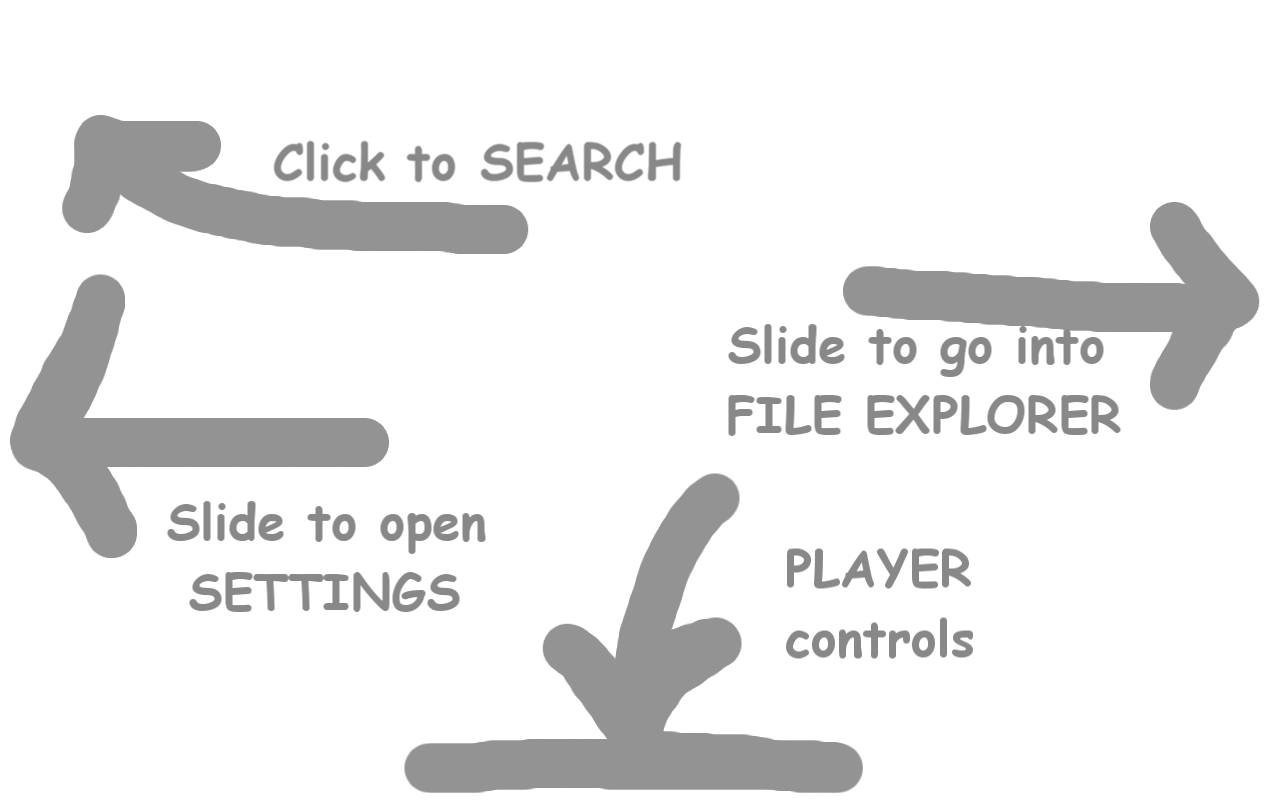 Click to SEARCH
Slide to go into
FILE EXPLORER
Slide to open
SETTINGS
PLAYER
controls